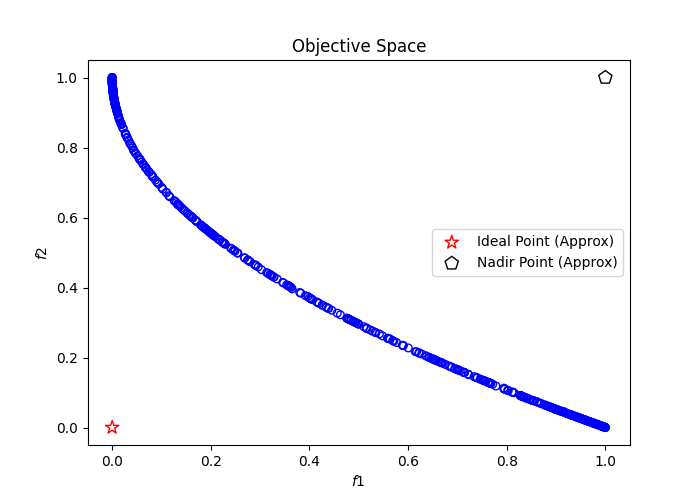 Objective Space
1.0
0.8
0.6
0.4
0.2
0.0
f2
Ideal Point (Approx)
Nadir Point (Approx)
0.0 0.2 0.4 0.6 0.8 1.0
f1